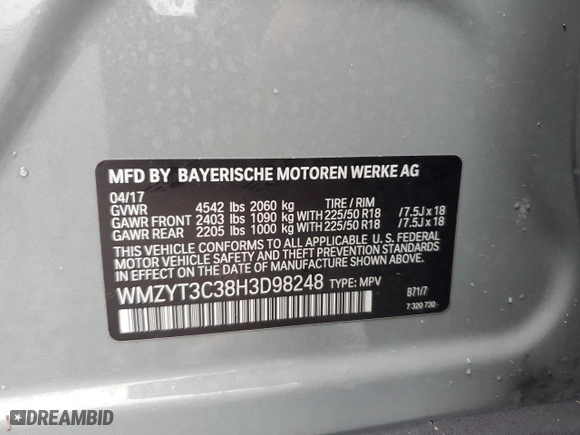 MFD BY BAYERISCHE MOTOREN WERKE AG
04/17 TIRE / RIM
GVWR 4542 lbs 2060 kg
GAWR FRONT 2403 lbs 1090 kg WITH 225/50 R18 /7.5J x 18
GAWR REAR 2205 lbs 1000 kg WITH 225/50 R18 /7.5J x 18
THIS VEHICLE CONFORMS TO ALL APPLICABLE U. S. FEDERAL
MOTOR VEHICLE SAFETY AND THEFT PREVENTION STANDARDS
IN EFFECT ON THE DATE OF MANUFACTURE SHOWN ABOVE.
WMZYT3C38H3D98248 TYPE: MPV
B71/7
7 320 730
DREAMBID